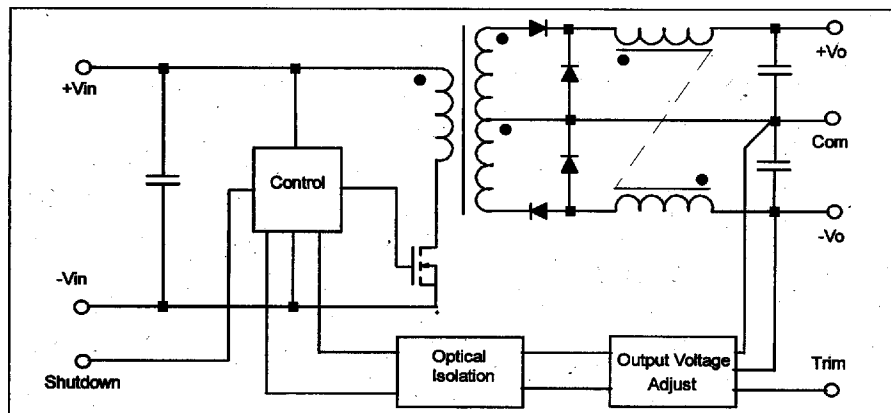 +Vo
+Vin
Com
Control
-Vo
-Vin
Optical
Isolation
Output Voltage
Adjust
Trim
Shutdown